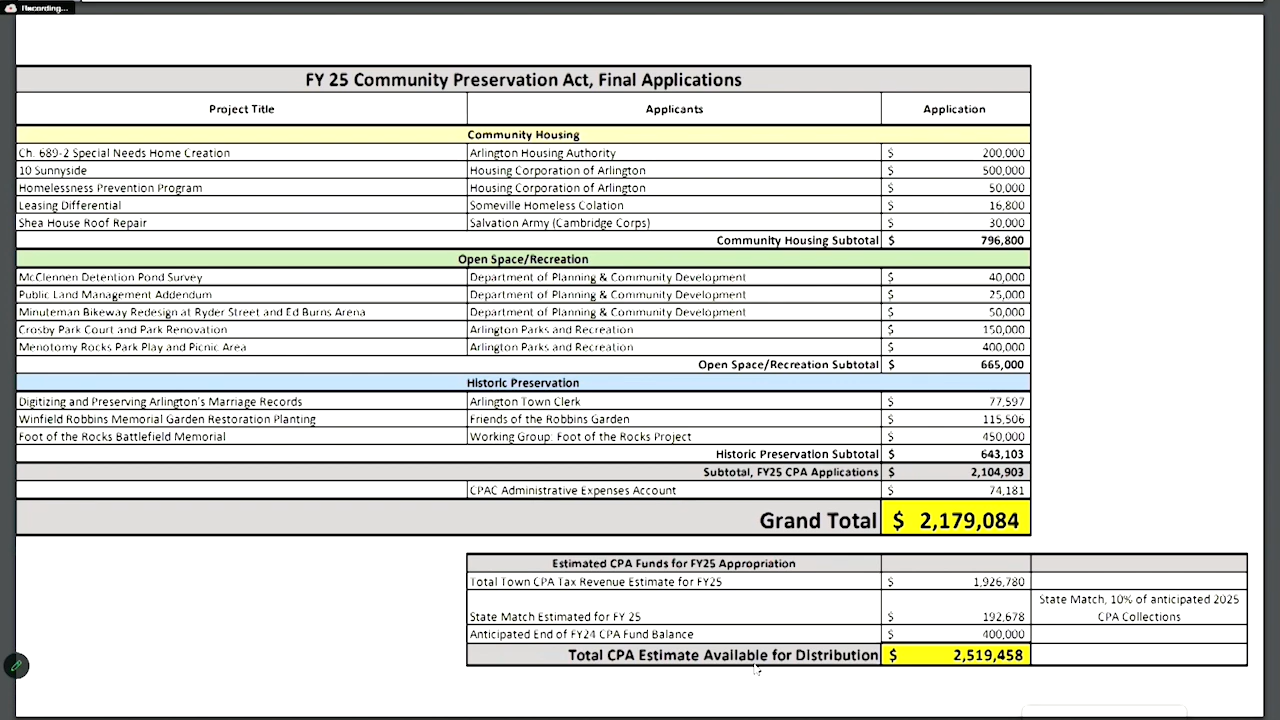 Recording...
FY 25 Community Preservation Act, Final Applications
Project Title Applicants Application
Community Housing
Ch. 689-2 Special Needs Home Creation Arlington Housing Authority $ 200,000
10 Sunnyside Housing Corporation of Arlington $ 500,000
Homelessness Prevention Program Housing Corporation of Arlington $ 50,000
Leasing Differential Someville Homeless Colation $ 16,800
Shea House Roof Repair Salvation Army (Cambridge Corps) $ 30,000
Community Housing Subtotal $ 796,800
Open Space/Recreation
McClennen Detention Pond Survey Department of Planning & Community Development $ 40,000
Public Land Management Addendum Department of Planning & Community Development $ 25,000
Minuteman Bikeway Redesign at Ryder Street and Ed Burns Arena Department of Planning & Community Development $ 50,000
Crosby Park Court and Park Renovation Arlington Parks and Recreation $ 150,000
Menotomy Rocks Park Play and Picnic Area Arlington Parks and Recreation $ 400,000
Open Space/Recreation Subtotal $ 665,000
Historic Preservation
Digitizing and Preserving Arlington's Marriage Records Arlington Town Clerk $ 77,597
Winfield Robbins Memorial Garden Restoration Planting Friends of the Robbins Garden $ 115,506
Foot of the Rocks Battlefield Memorial Working Group: Foot of the Rocks Project $ 450,000
Historic Preservation Subtotal $ 643,103
Subtotal, FY25 CPA Applications $ 2,104,903
CPAC Administrative Expenses Account $ 74,181
Grand Total $ 2,179,084
Estimated CPA Funds for FY25 Appropriation
Total Town CPA Tax Revenue Estimate for FY25 $ 1,926,780
State Match, 10% of anticipated 2025
State Match Estimated for FY 25 $ 192,678 CPA Collections
Anticipated End of FY24 CPA Fund Balance $ 400,000
Total CPA Estimate Available for Distribution $ 2,519,458